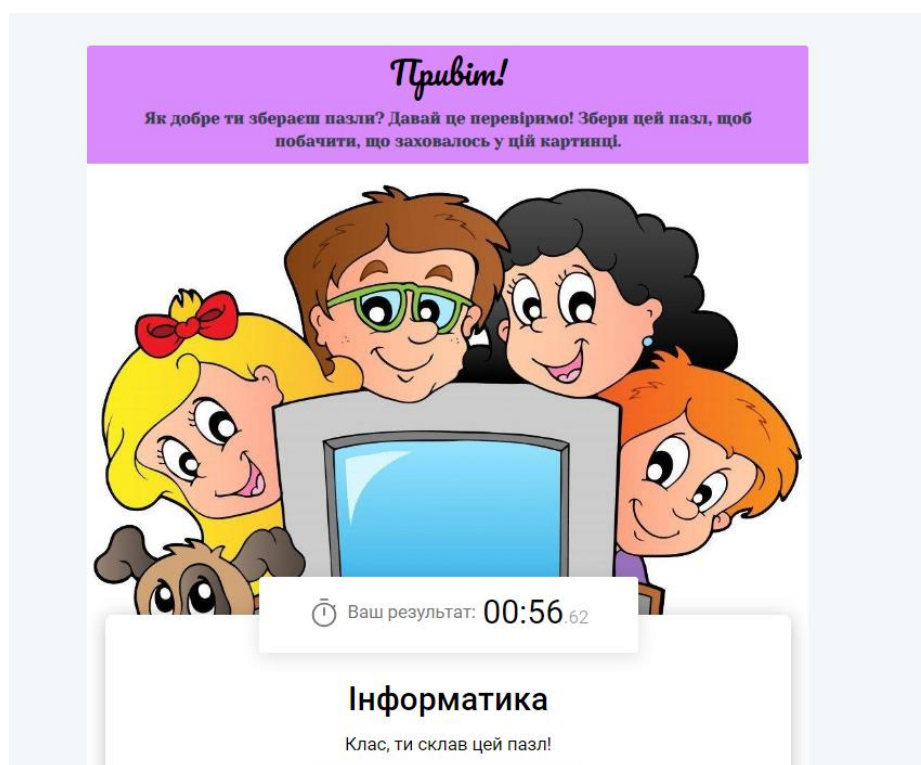 Привіт!
Як добре ти збераєш пазли? Давай це перевіримо! Збери цей пазл, щоб
побачити, що заховалось у цій картинці.
Ваш результат: 00:56.62
Інформатика
Клас, ти склав цей пазл!